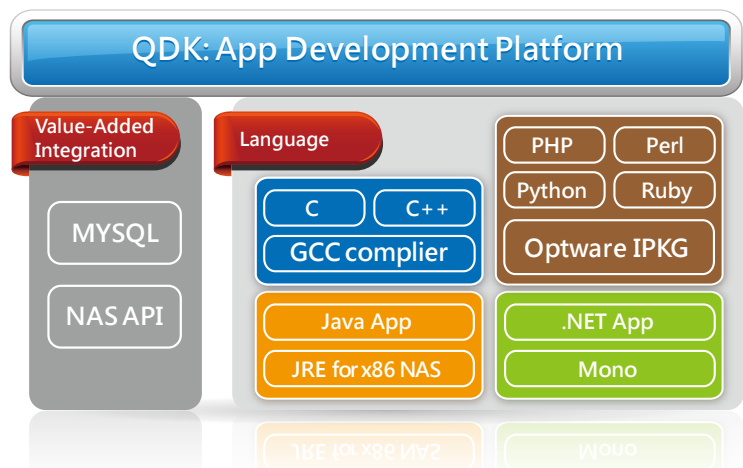 QDK: App Development Platform
Value-Added
Integration
MYSQL
NAS API
Language
C
C++
GCC complier
PHP
Perl
Python
Ruby
Optware IPKG
Java App
JRE for x86 NAS
.NET App
Mono